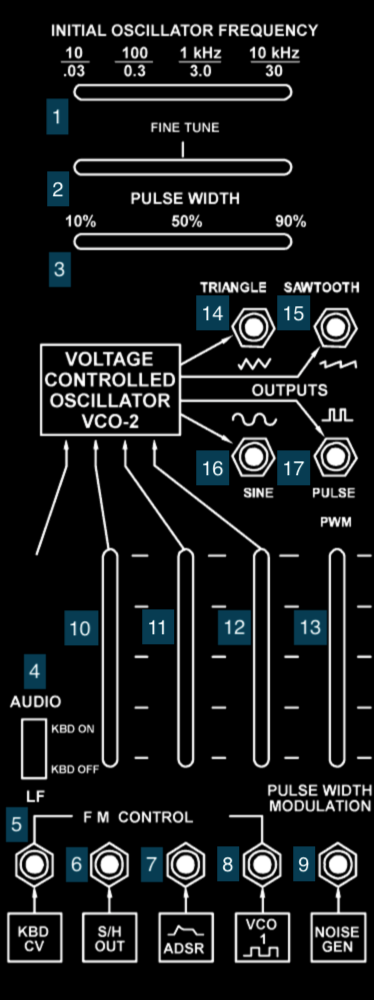 INITIAL OSCILLATOR FREQUENCY
10 100 1 kHz 10 kHz
.03 0.3 3.0 30
1
FINE TUNE
2
PULSE WIDTH
10% 50% 90%
3
TRIANGLE SAWTOOTH
14 15
VOLTAGE
CONTROLLED
OSCILLATOR
VCO-2
OUTPUTS
16 17
SINE PULSE
PWM
10 11 12 13
4
AUDIO
KBD ON
KBD OFF
LF
PULSE WIDTH
MODULATION
5
F M CONTROL
6 7 8 9
KBD
CV
S/H
OUT
ADSR
VCO
1
NOISE
GEN